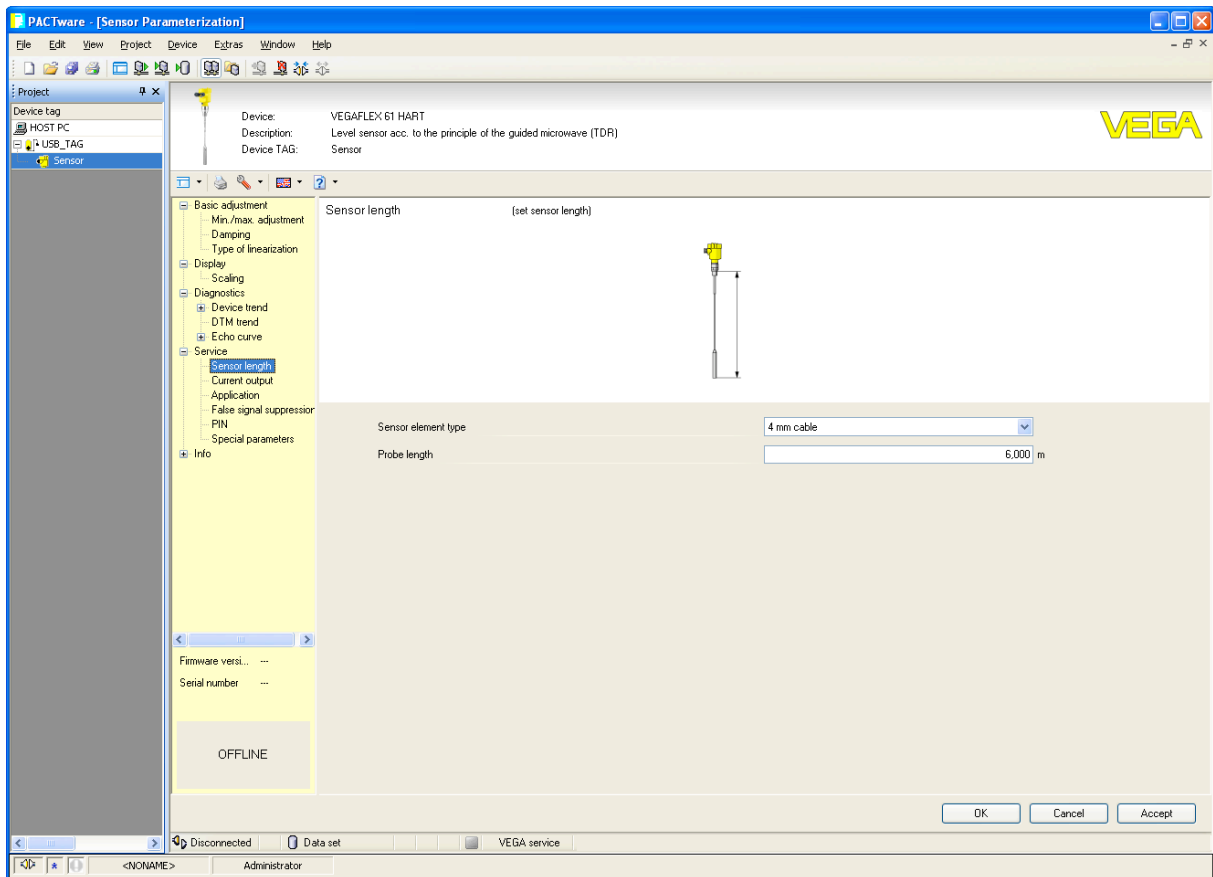 PACTware - [Sensor Parameterization]
File Edit View Project Device Extras Window Help
Project
Device tag
HOST PC
USB_TAG
Sensor
Device: VEGAFLEX 61 HART
Description: Level sensor acc. to the principle of the guided microwave (TDR)
Device TAG: Sensor
VEGA
Basic adjustment
Min./max. adjustment
Damping
Type of linearization
Display
Scaling
Diagnostics
Device trend
DTM trend
Echo curve
Service
Sensor length
Current output
Application
False signal suppression
PIN
Special parameters
Info
Firmware versi... ---
Serial number ---
OFFLINE
Sensor length (set sensor length)
Sensor element type 4 mm cable
Probe length 6,000 m
OK Cancel Accept
Disconnected Data set VEGA service
<NONAME> Administrator